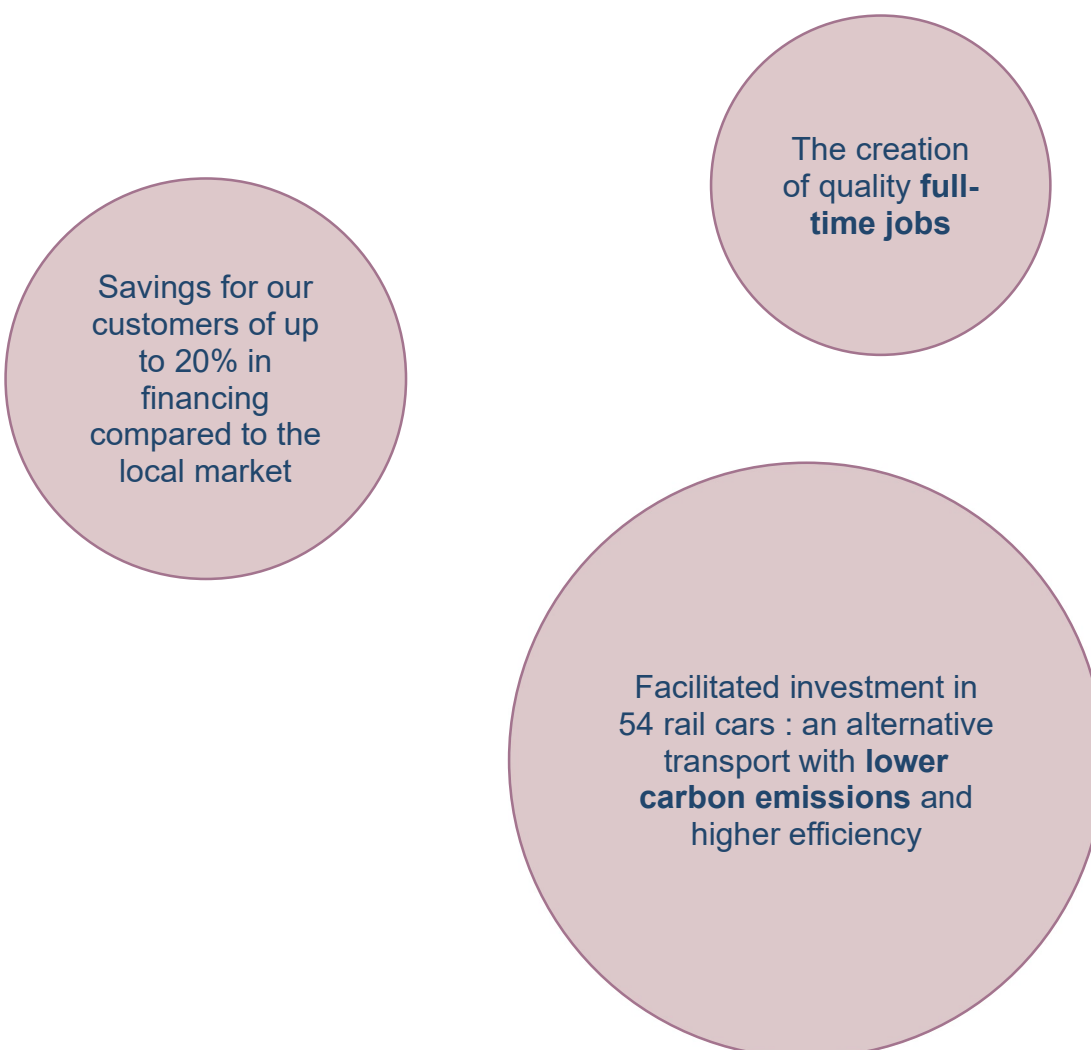 The creation
of quality full-
time jobs
Savings for our
customers of up
to 20% in
financing
compared to the
local market
Facilitated investment in
54 rail cars : an alternative
transport with lower
carbon emissions and
higher efficiency